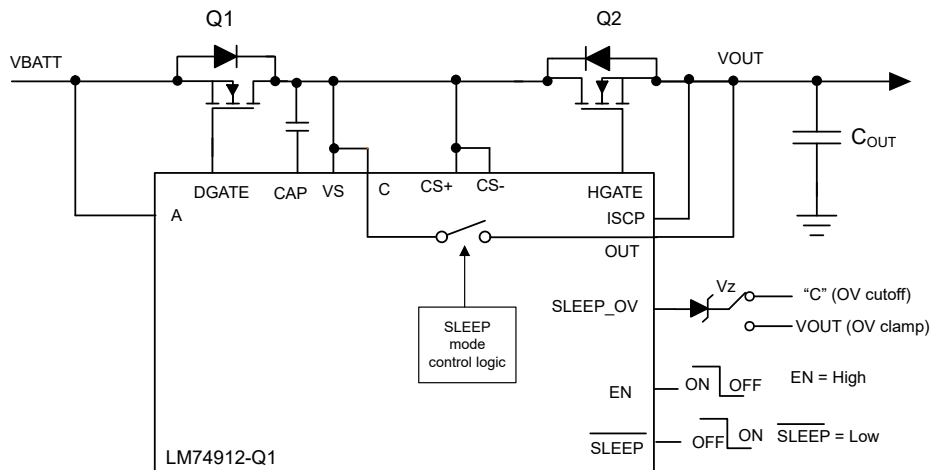 Q1
Q2
VBATT
VOUT
C_OUT
DGATE
CAP
VS
C
CS+
CS-
HGATE
A
ISCP
OUT
SLEEP
mode
control logic
SLEEP_OV
Vz
“C” (OV cutoff)
VOUT (OV clamp)
EN
ON
OFF
EN = High
SLEEP
OFF
ON
SLEEP = Low
LM74912-Q1